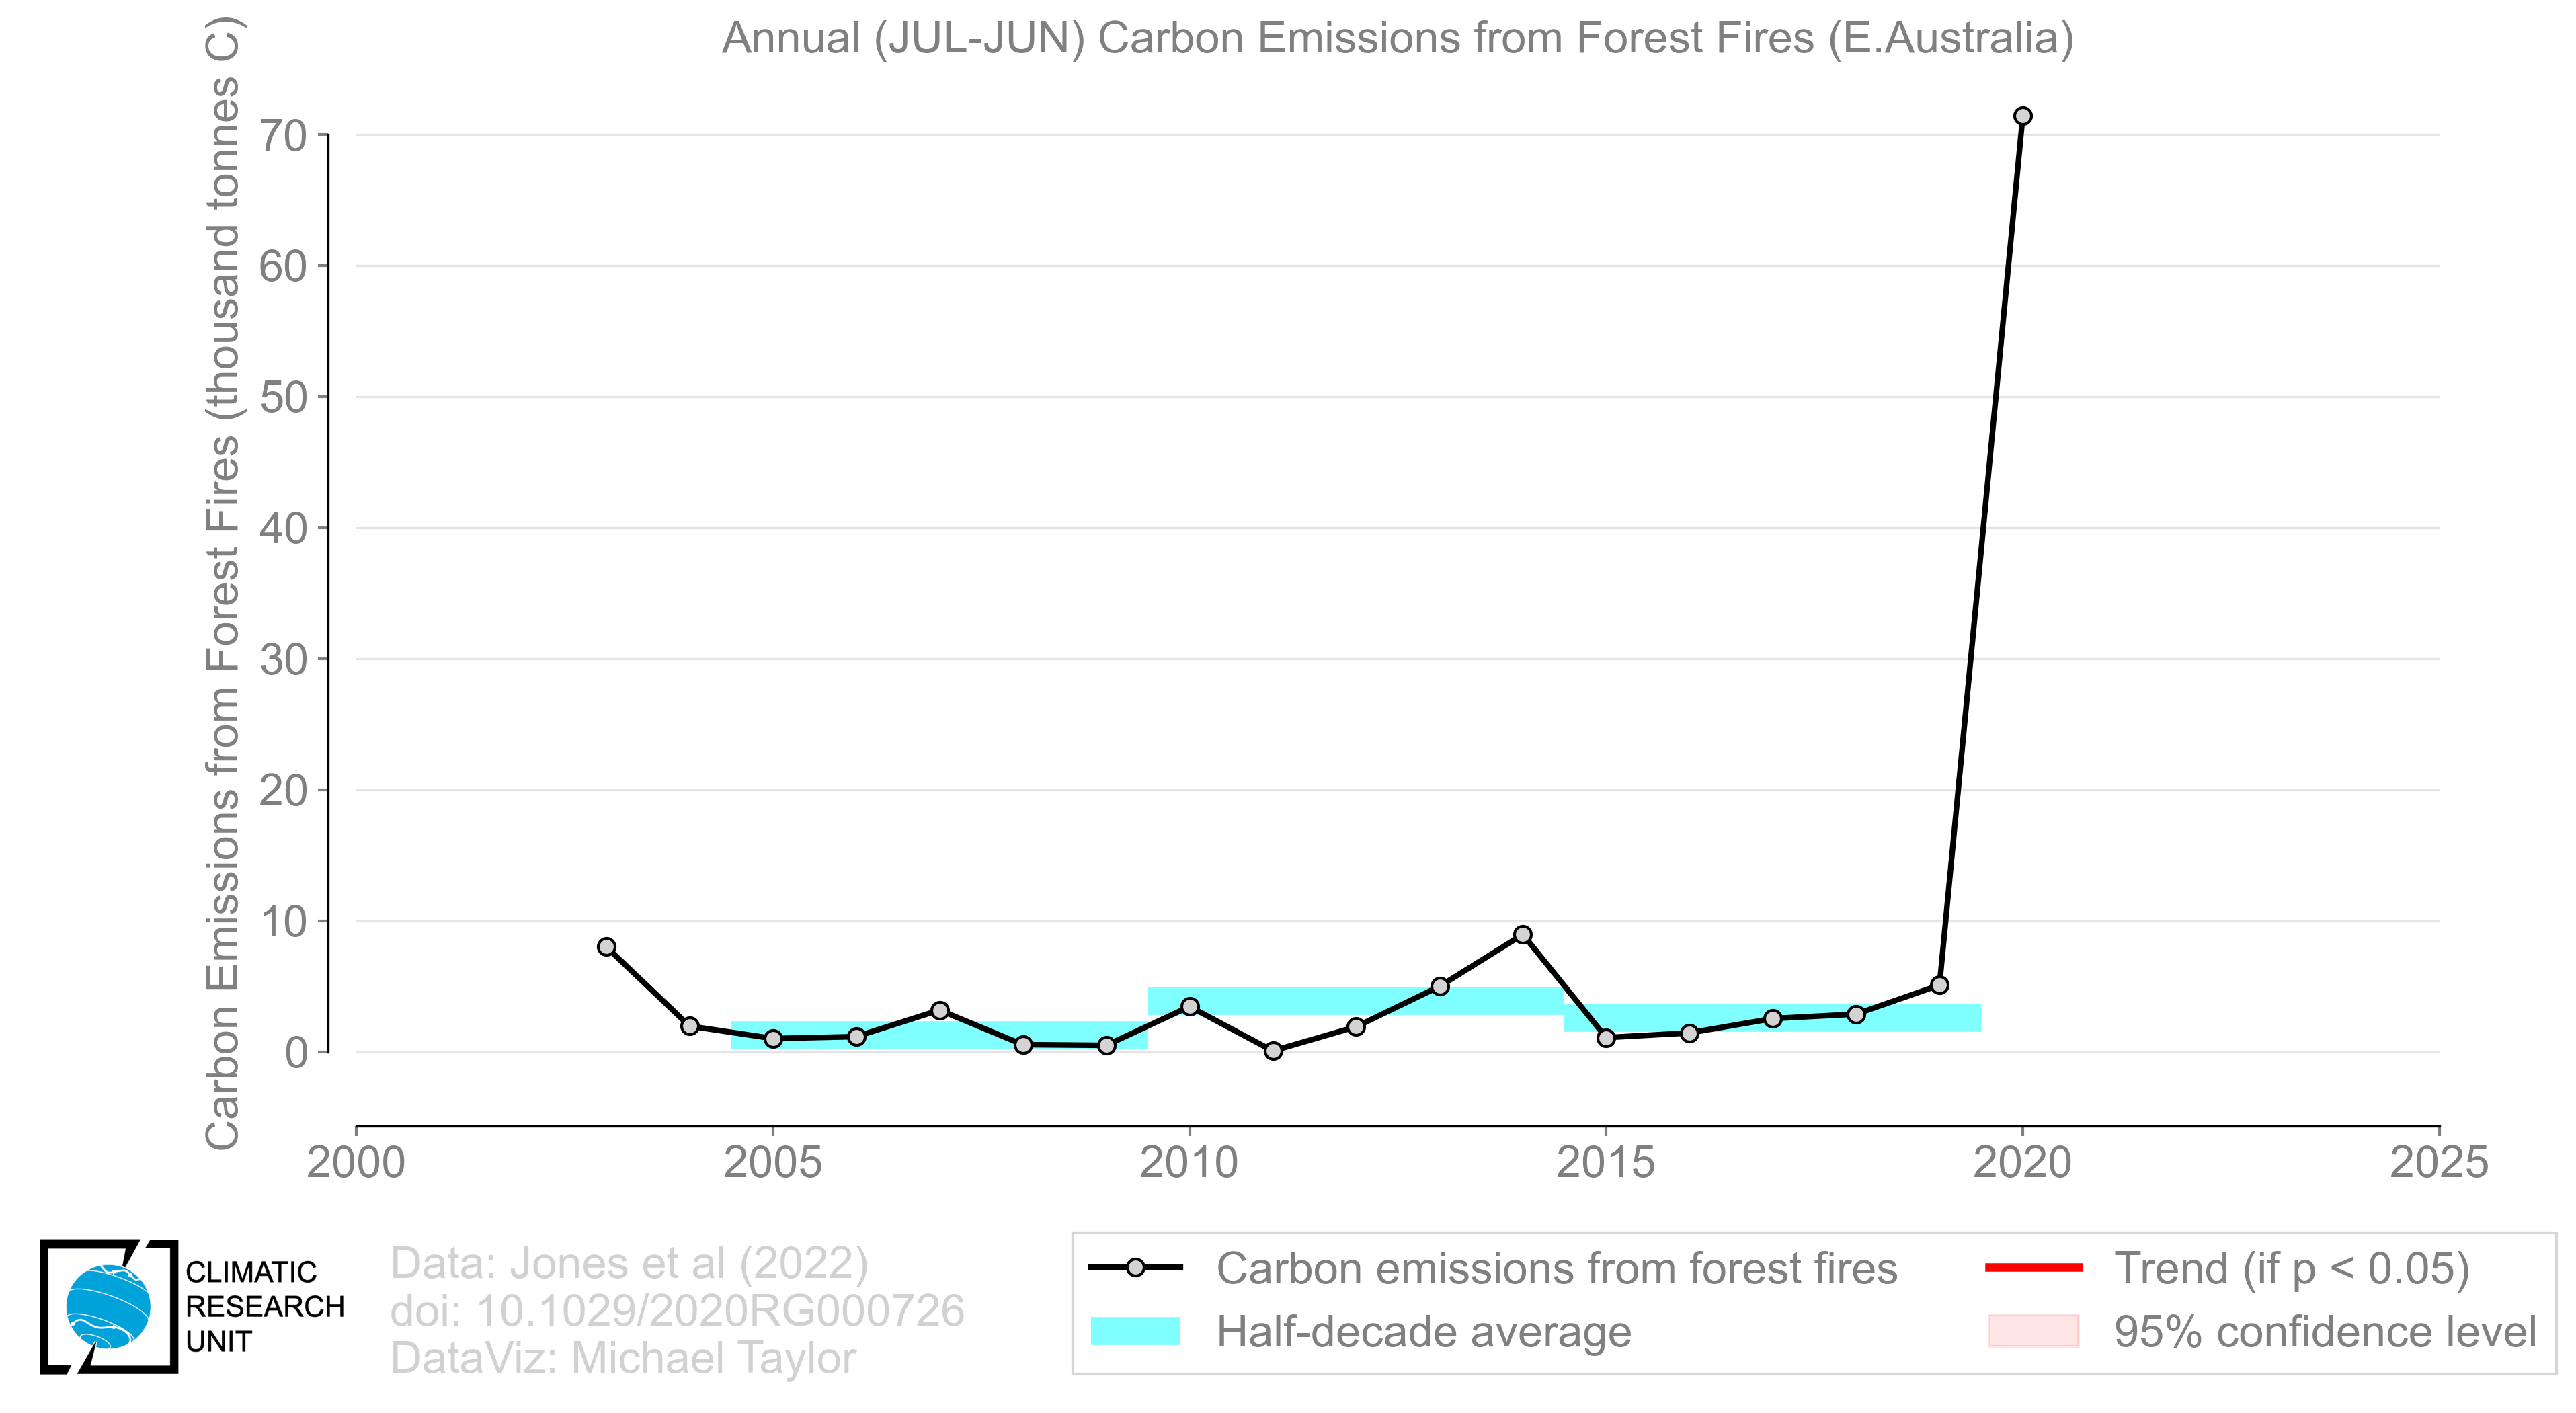 Annual (JUL-JUN) Carbon Emissions from Forest Fires (E.Australia)
Carbon Emissions from Forest Fires (thousand tonnes C)
70
60
50
40
30
20
10
0
2000 2005 2010 2015 2020 2025
CLIMATIC
RESEARCH
UNIT
Data: Jones et al (2022)
doi: 10.1029/2020RG000726
DataViz: Michael Taylor
Carbon emissions from forest fires
Half-decade average
Trend (if p < 0.05)
95% confidence level